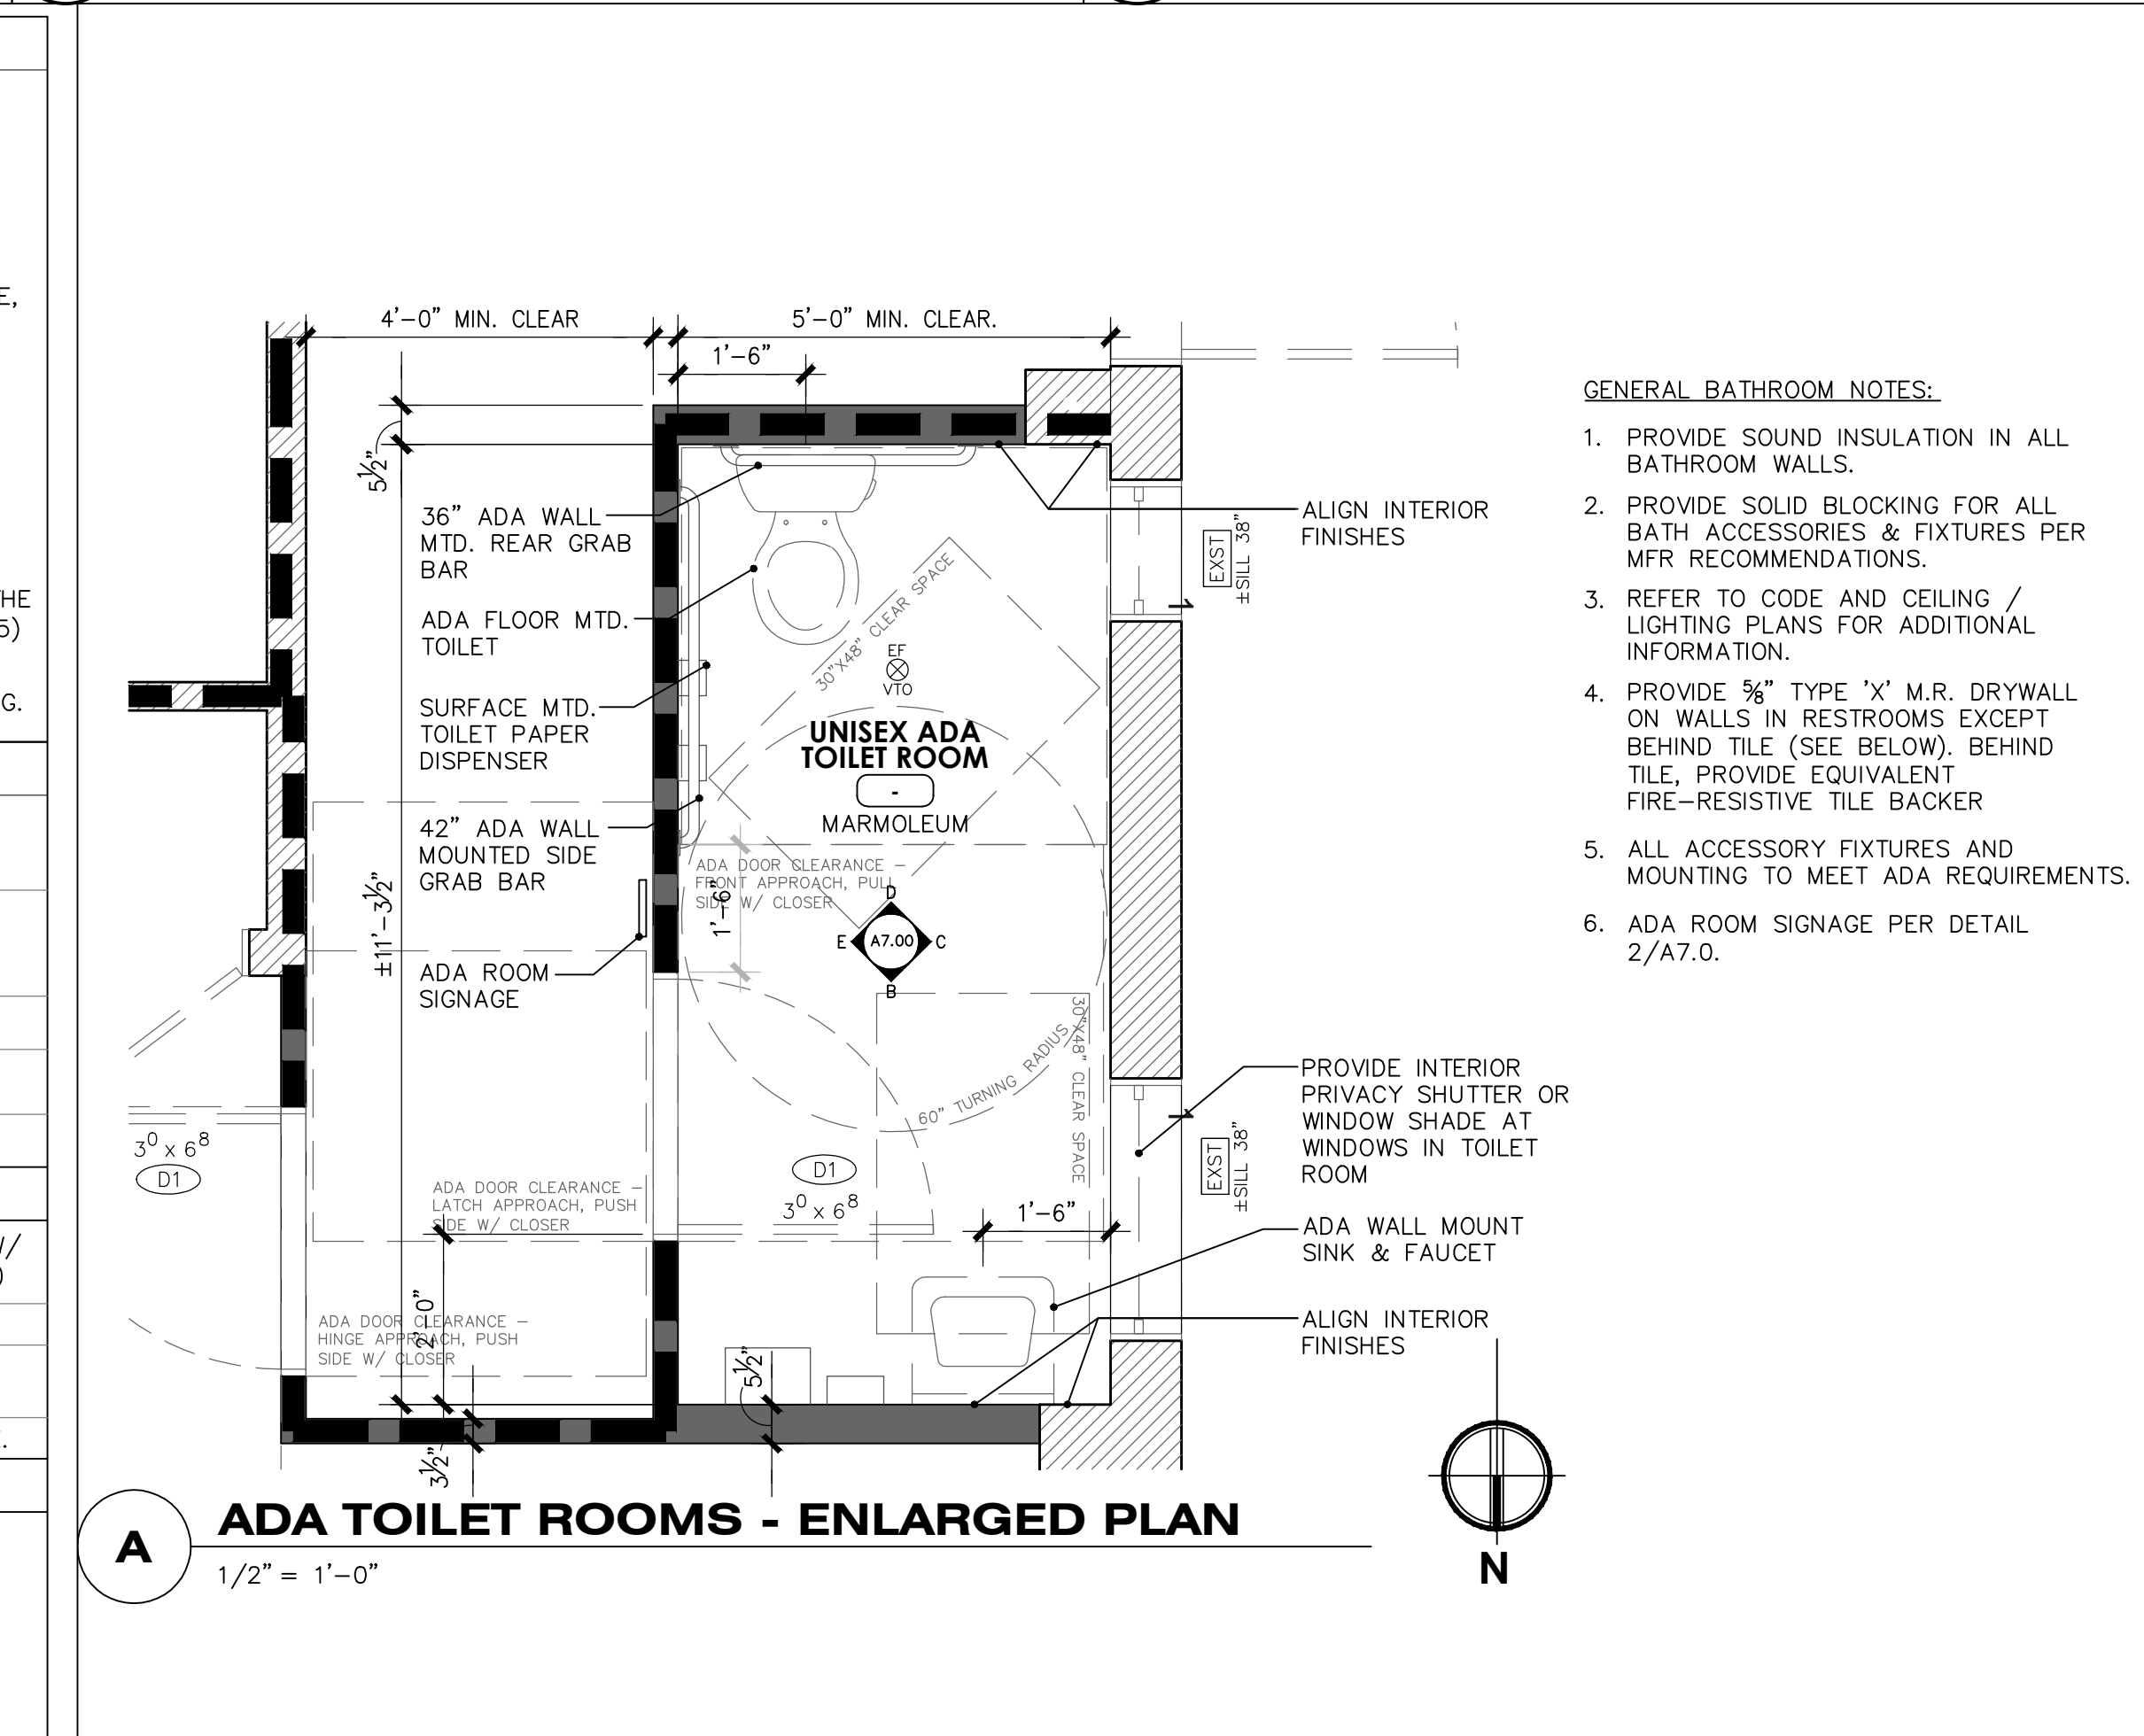 E,
THE
5)
G.
W/
)
.
4'-0" MIN. CLEAR
5'-0" MIN. CLEAR.
1'-6"
5½"
36" ADA WALL
MTD. REAR GRAB
BAR
ADA FLOOR MTD.
TOILET
SURFACE MTD.
TOILET PAPER
DISPENSER
42" ADA WALL
MOUNTED SIDE
GRAB BAR
±11'-3½"
ADA ROOM
SIGNAGE
30"X48" CLEAR SPACE
EF
VTO
UNISEX ADA
TOILET ROOM
-
MARMOLEUM
ADA DOOR CLEARANCE –
FRONT APPROACH, PULL
SIDE W/ CLOSER
1'-6"
D
E
A7.00
C
B
60" TURNING RADIUS
30"X48" CLEAR SPACE
3⁰ x 6⁸
D1
D1
3⁰ x 6⁸
ADA DOOR CLEARANCE –
LATCH APPROACH, PUSH
SIDE W/ CLOSER
1'-6"
2'-0"
ADA DOOR CLEARANCE –
HINGE APPROACH, PUSH
SIDE W/ CLOSER
5½"
3½"
ALIGN INTERIOR
FINISHES
EXST
±SILL 38"
1
PROVIDE INTERIOR
PRIVACY SHUTTER OR
WINDOW SHADE AT
WINDOWS IN TOILET
ROOM
1
EXST
±SILL 38"
ADA WALL MOUNT
SINK & FAUCET
ALIGN INTERIOR
FINISHES
GENERAL BATHROOM NOTES:
1. PROVIDE SOUND INSULATION IN ALL
BATHROOM WALLS.
2. PROVIDE SOLID BLOCKING FOR ALL
BATH ACCESSORIES & FIXTURES PER
MFR RECOMMENDATIONS.
3. REFER TO CODE AND CEILING /
LIGHTING PLANS FOR ADDITIONAL
INFORMATION.
4. PROVIDE ⅝" TYPE 'X' M.R. DRYWALL
ON WALLS IN RESTROOMS EXCEPT
BEHIND TILE (SEE BELOW). BEHIND
TILE, PROVIDE EQUIVALENT
FIRE–RESISTIVE TILE BACKER
5. ALL ACCESSORY FIXTURES AND
MOUNTING TO MEET ADA REQUIREMENTS.
6. ADA ROOM SIGNAGE PER DETAIL
2/A7.0.
A
ADA TOILET ROOMS - ENLARGED PLAN
1/2" = 1'-0"
N